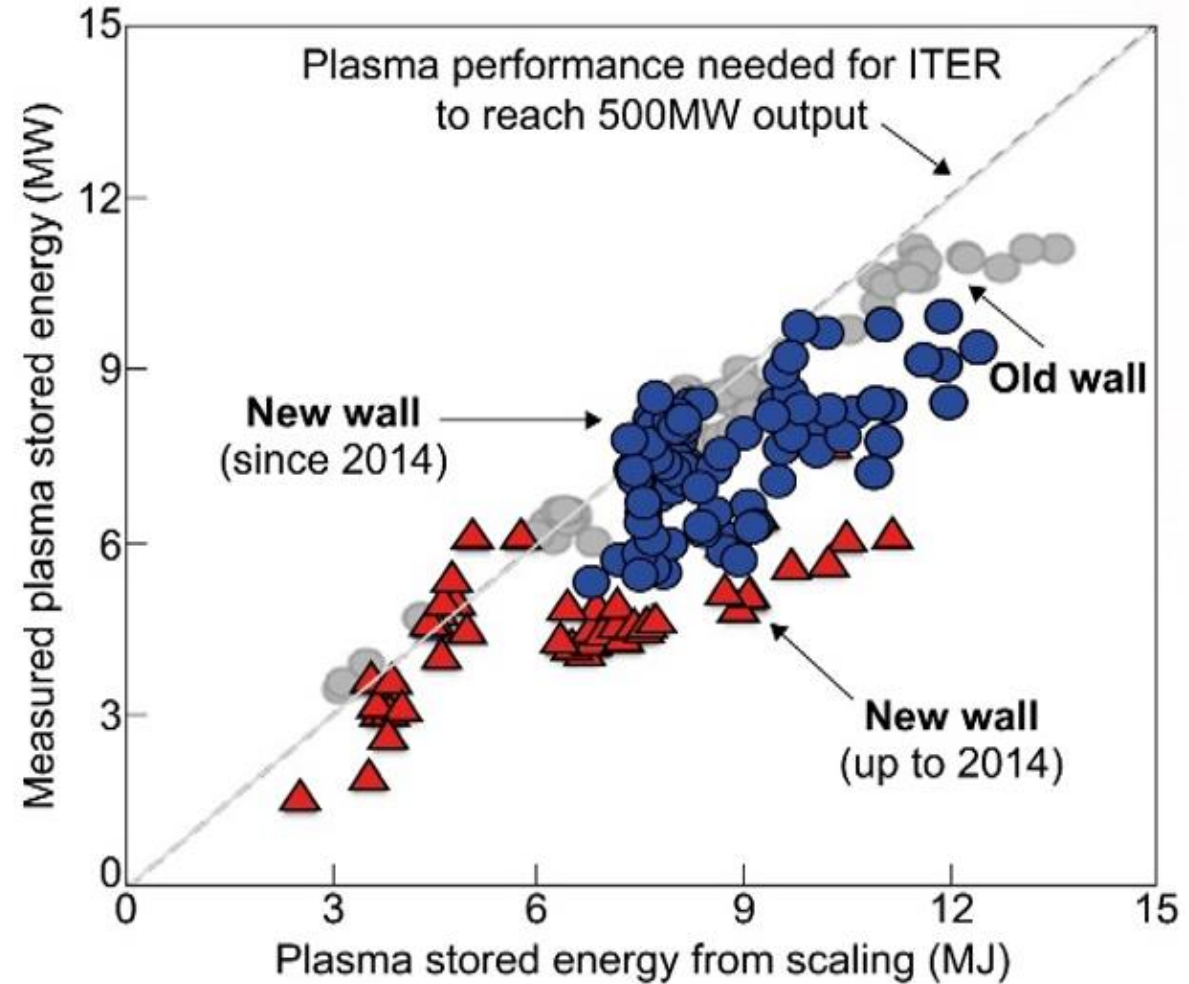 15
12
9
6
3
0
Measured plasma stored energy (MW)
Plasma performance needed for ITER
to reach 500MW output
New wall
(since 2014)
Old wall
New wall
(up to 2014)
0 3 6 9 12 15
Plasma stored energy from scaling (MJ)